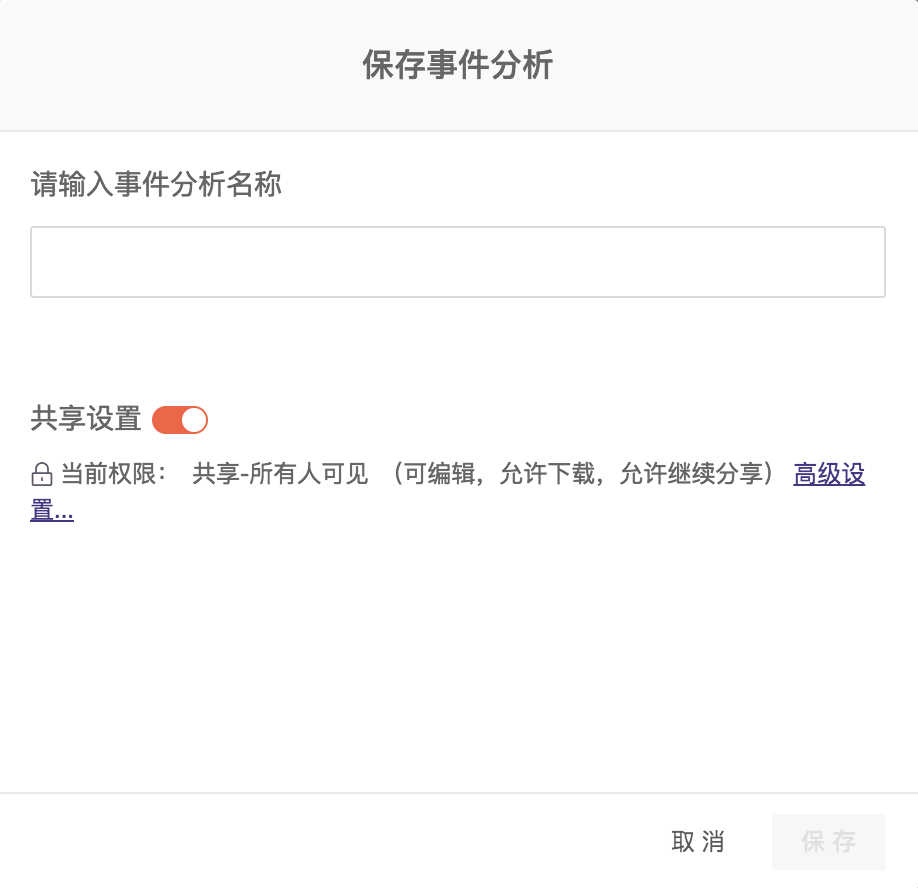 保存事件分析
请输入事件分析名称
共享设置
当前权限： 共享-所有人可见 （可编辑，允许下载，允许继续分享） 高级设
置...
取 消 保 存